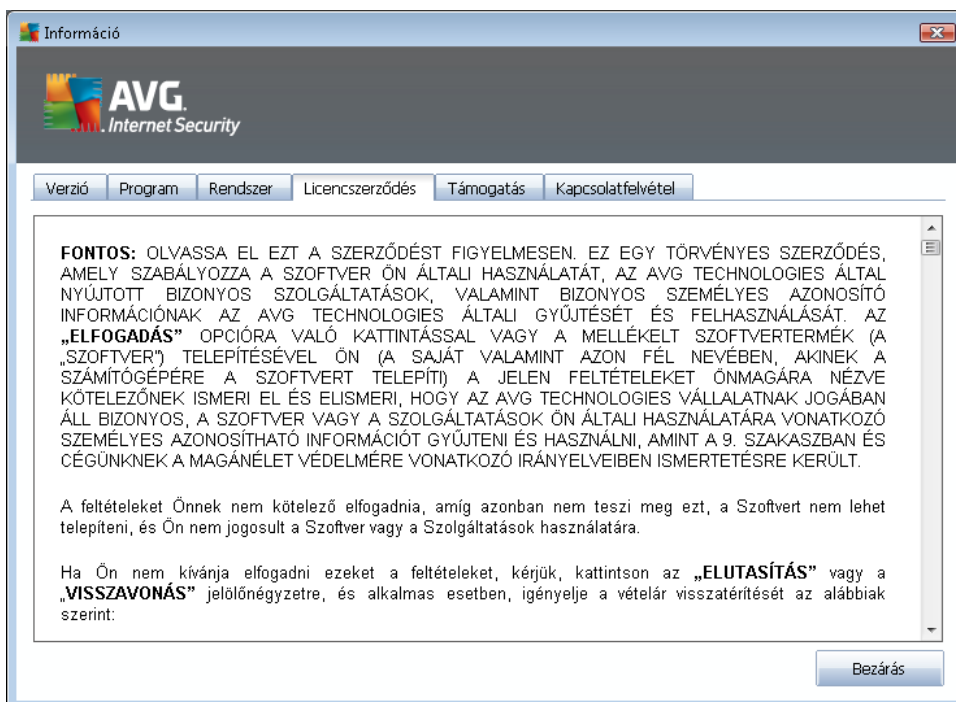 Információ
AVG.
Internet Security
Verzió Program Rendszer Licencszerződés Támogatás Kapcsolatfelvétel
FONTOS: OLVASSA EL EZT A SZERZŐDÉST FIGYELMESEN. EZ EGY TÖRVÉNYES SZERZŐDÉS,
AMELY SZABÁLYOZZA A SZOFTVER ÖN ÁLTALI HASZNÁLATÁT, AZ AVG TECHNOLOGIES ÁLTAL
NYÚJTOTT BIZONYOS SZOLGÁLTATÁSOK, VALAMINT BIZONYOS SZEMÉLYES AZONOSÍTÓ
INFORMÁCIÓNAK AZ AVG TECHNOLOGIES ÁLTALI GYŰJTÉSÉT ÉS FELHASZNÁLÁSÁT. AZ
„ELFOGADÁS” OPCIÓRA VALÓ KATTINTÁSSAL VAGY A MELLÉKELT SZOFTVERTERMÉK (A
„SZOFTVER”) TELEPÍTÉSÉVEL ÖN (A SAJÁT VALAMINT AZON FÉL NEVÉBEN, AKINEK A
SZÁMÍTÓGÉPÉRE A SZOFTVERT TELEPÍTI) A JELEN FELTÉTELEKET ÖNMAGÁRA NÉZVE
KÖTELEZŐNEK ISMERI EL ÉS ELISMERI, HOGY AZ AVG TECHNOLOGIES VÁLLALATNAK JOGÁBAN
ÁLL BIZONYOS, A SZOFTVER VAGY A SZOLGÁLTATÁSOK ÖN ÁLTALI HASZNÁLATÁRA VONATKOZÓ
SZEMÉLYES AZONOSÍTHATÓ INFORMÁCIÓT GYŰJTENI ÉS HASZNÁLNI, AMINT A 9. SZAKASZBAN ÉS
CÉGÜNKNEK A MAGÁNÉLET VÉDELMÉRE VONATKOZÓ IRÁNYELVEIBEN ISMERTETÉSRE KERÜLT.
A feltételeket Önnek nem kötelező elfogadnia, amíg azonban nem teszi meg ezt, a Szoftvert nem lehet
telepíteni, és Ön nem jogosult a Szoftver vagy a Szolgáltatások használatára.
Ha Ön nem kívánja elfogadni ezeket a feltételeket, kérjük, kattintson az „ELUTASÍTÁS” vagy a
„VISSZAVONÁS” jelölőnégyzetre, és alkalmas esetben, igényelje a vételár visszatérítését az alábbiak
szerint:
Bezárás